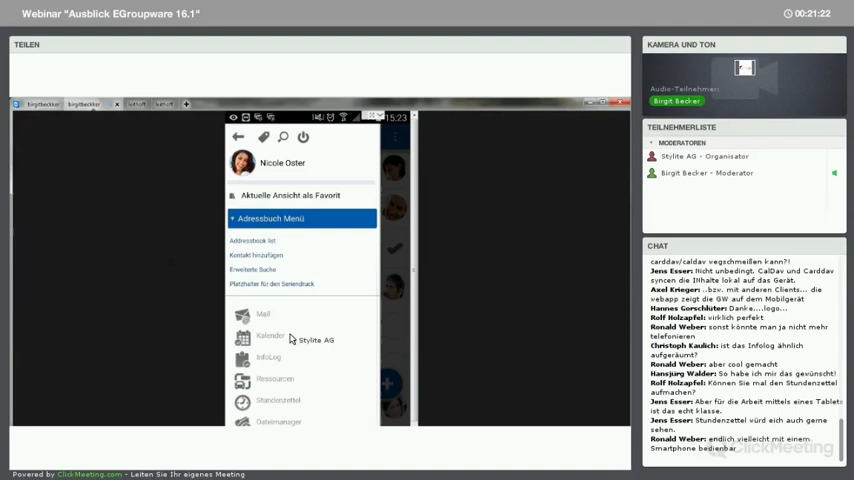 Webinar "Ausblick EGroupware 16.1"
00:21:22
TEILEN
birgitbeckker
birgitbeckker
15:23
Nicole Oster
Aktuelle Ansicht als Favorit
Adressbuch Menü
Addressbook list
Kontakt hinzufügen
Erweiterte Suche
Platzhalter für den Seriendruck
Mail
Kalender
Stylite AG
InfoLog
Ressourcen
Stundenzettel
Dateimanager
KAMERA UND TON
Audio-Teilnehmer:
Birgit Becker
TEILNEHMERLISTE
MODERATOREN
Stylite AG - Organisator
Birgit Becker - Moderator
CHAT
carddav/caldav wegschmeißen kann?!
Jens Esser: Nicht unbedingt. CalDav und Carddav
syncen die INhalte lokal auf das Gerät.
Axel Krieger: ..bzw. mit anderen Clients... die
webapp zeigt die GW auf dem Mobilgerät
Hannes Gorschlüter: Danke....logo...
Rolf Holzapfel: virklich perfekt
Ronald Weber: sonst könnte man ja nicht mehr
telefonieren
Christoph Kaulich: ist das Infolog ähnlich
aufgeräumt?
Ronald Weber: aber cool gemacht
Hansjürg Walder: So habe ich mir das gewünscht!
Rolf Holzapfel: Können Sie mal den Stundenzettel
aufmachen?
Jens Esser: Aber für die Arbeit mittels eines Tablets
ist das echt klasse.
Jens Esser: Stundenzettel würd eich auch gerne
sehen.
Ronald Weber: endlich vielleicht mit einem
Smartphone bedienbar
ClickMeeting
Powered by ClickMeeting.com - Leiten Sie Ihr eigenes Meeting